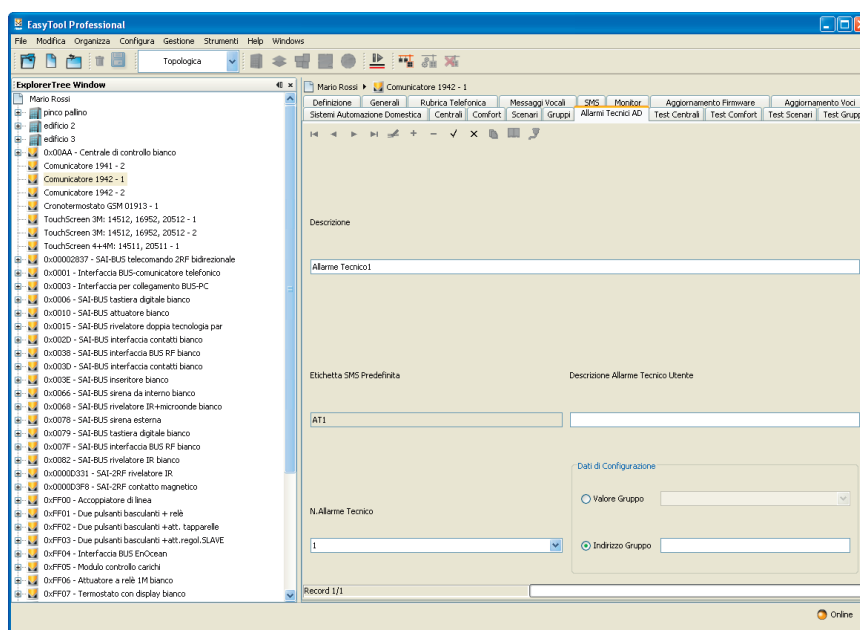 EasyTool Professional
File Modifica Organizza Configura Gestione Strumenti Help Windows
Topologica
ExplorerTree Window
Mario Rossi
pinco pallino
edificio 2
edificio 3
0x00AA - Centrale di controllo bianco
Comunicatore 1941 - 2
Comunicatore 1942 - 1
Comunicatore 1942 - 2
Cronotermostato GSM 01913 - 1
TouchScreen 3M: 14512, 16952, 20512 - 1
TouchScreen 3M: 14512, 16952, 20512 - 2
TouchScreen 4+4M: 14511, 20511 - 1
0x00002837 - SAI-BUS telecomando 2RF bidirezionale
0x0001 - Interfaccia BUS-comunicatore telefonico
0x0003 - Interfaccia per collegamento BUS-PC
0x0006 - SAI-BUS tastiera digitale bianco
0x0010 - SAI-BUS attuatore bianco
0x0015 - SAI-BUS rivelatore doppia tecnologia par
0x002D - SAI-BUS interfaccia contatti bianco
0x0038 - SAI-BUS interfaccia BUS RF bianco
0x003D - SAI-BUS interfaccia contatti bianco
0x003E - SAI-BUS inseritore bianco
0x0066 - SAI-BUS sirena da interno bianco
0x0068 - SAI-BUS rivelatore IR+microonde bianco
0x0078 - SAI-BUS sirena esterna
0x0079 - SAI-BUS tastiera digitale bianco
0x007F - SAI-BUS interfaccia BUS RF bianco
0x0082 - SAI-BUS rivelatore IR bianco
0x0000D331 - SAI-2RF rivelatore IR
0x0000D3F8 - SAI-2RF contatto magnetico
0xFF00 - Accoppiatore di linea
0xFF01 - Due pulsanti basculanti + relè
0xFF02 - Due pulsanti basculanti +att. tapparelle
0xFF03 - Due pulsanti basculanti +att.regol.SLAVE
0xFF04 - Interfaccia BUS EnOcean
0xFF05 - Modulo controllo carichi
0xFF06 - Attuatore a relè 1M bianco
0xFF07 - Termostato con display bianco
Mario Rossi Comunicatore 1942 - 1
Definizione Generali Rubrica Telefonica Messaggi Vocali SMS Monitor Aggiornamento Firmware Aggiornamento Voci
Sistemi Automazione Domestica Centrali Comfort Scenari Gruppi Allarmi Tecnici AD Test Centrali Test Comfort Test Scenari Test Grupp
Descrizione
Allarme Tecnico1
Etichetta SMS Predefinita Descrizione Allarme Tecnico Utente
AT1
Dati di Configurazione
Valore Gruppo
N.Allarme Tecnico
1
Indirizzo Gruppo
Record 1/1
Online